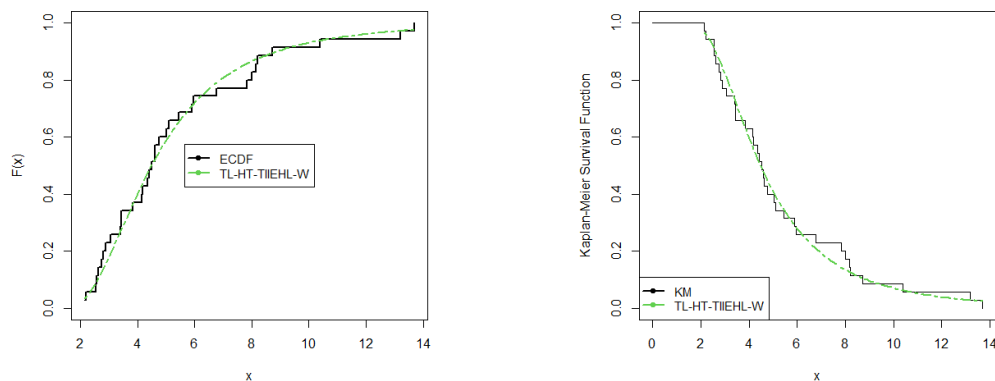 F(x)
1.0
0.8
0.6
0.4
0.2
0.0
ECDF
TL-HT-TIIEHL-W
2 4 6 8 10 12 14
x
Kaplan-Meier Survival Function
1.0
0.8
0.6
0.4
0.2
0.0
KM
TL-HT-TIIEHL-W
0 2 4 6 8 10 12 14
x